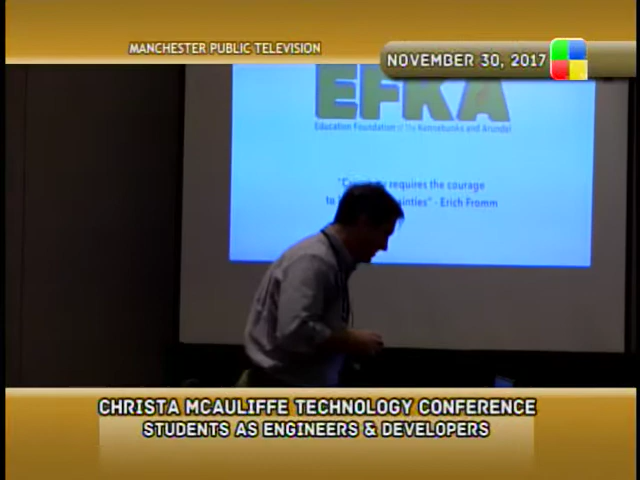 MANCHESTER PUBLIC TELEVISION
NOVEMBER 30, 2017
EFKA
Education Foundation of The Kennebunks and Arundel
requires the courage
to
- Erich Fromm
CHRISTA MCAULIFFE TECHNOLOGY CONFERENCE
STUDENTS AS ENGINEERS & DEVELOPERS